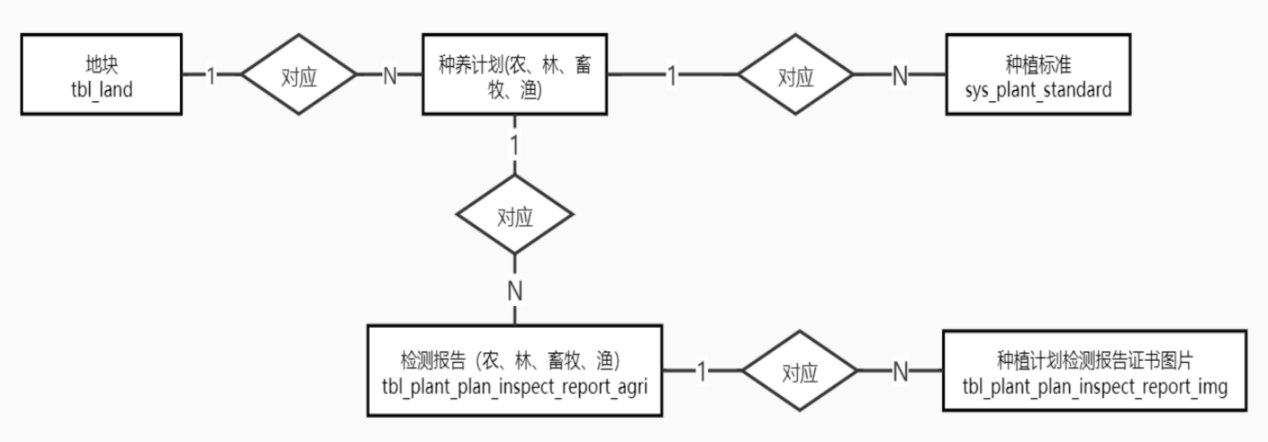 地块
tbl_land
1
对应
N
种养计划(农、林、畜
牧、渔)
1
对应
N
种植标准
sys_plant_standard
1
对应
N
检测报告（农、林、畜牧、渔）
tbl_plant_plan_inspect_report_agri
1
对应
N
种植计划检测报告证书图片
tbl_plant_plan_inspect_report_img